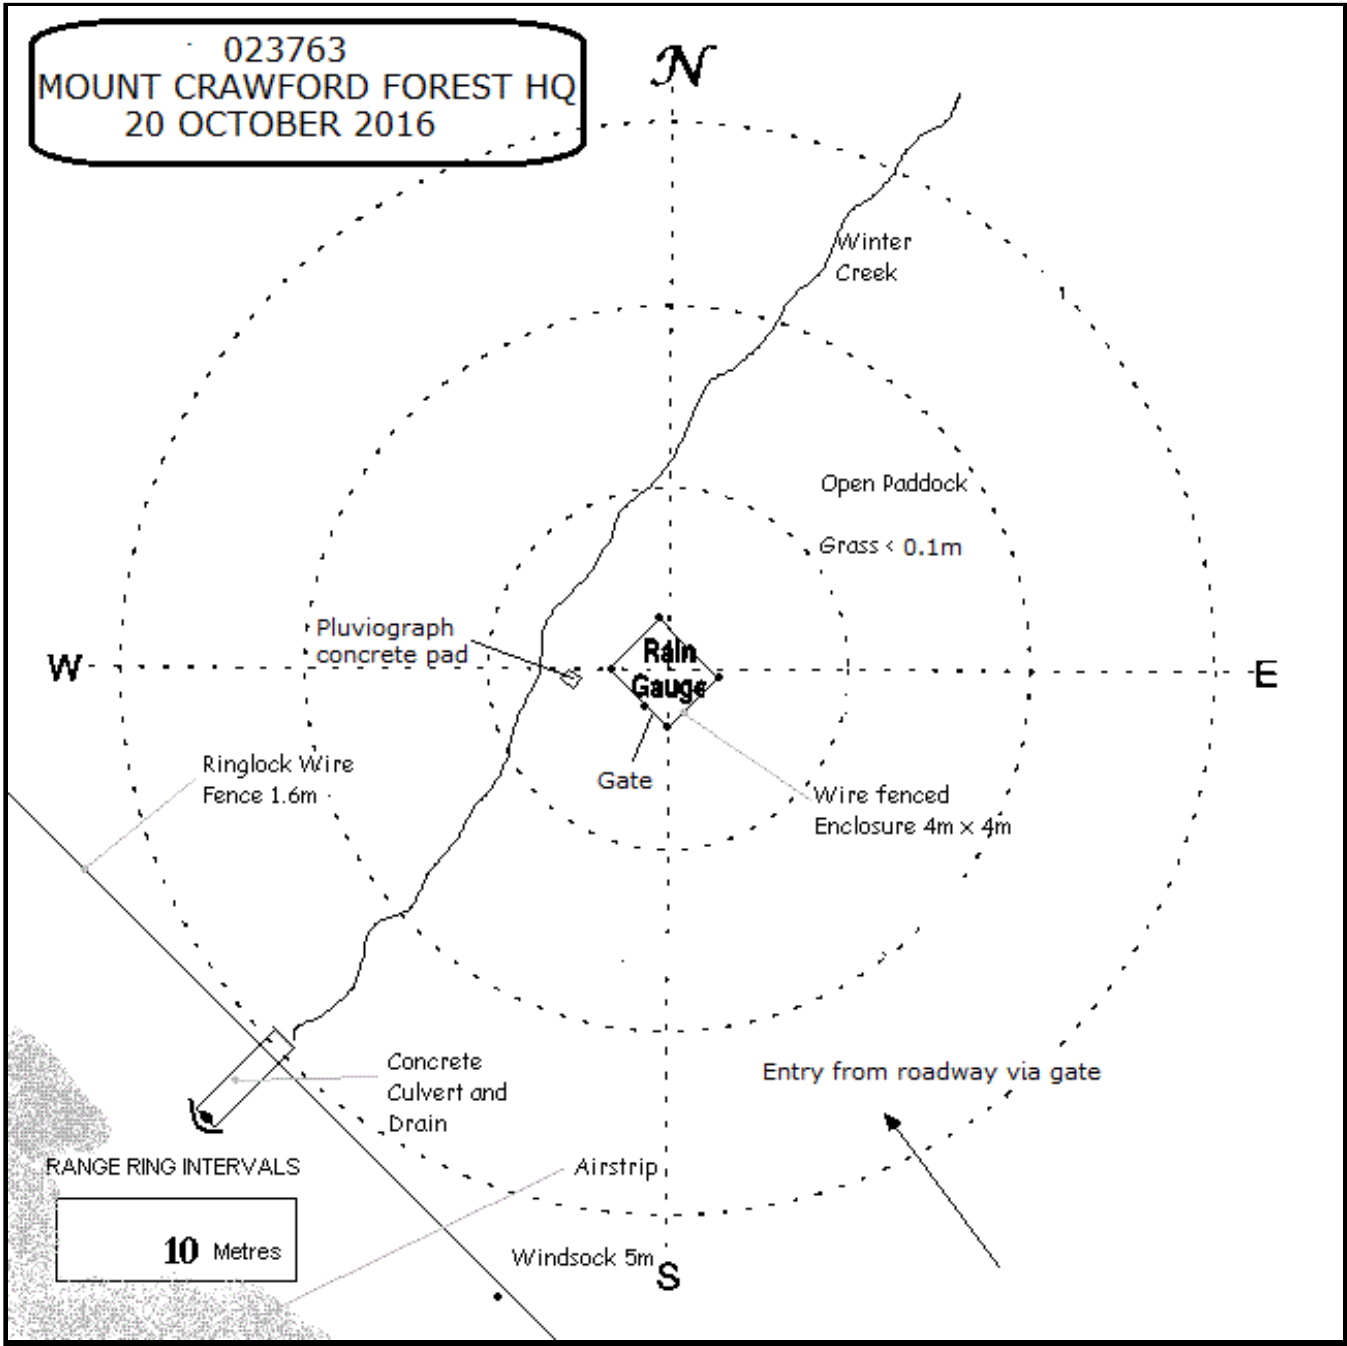 023763
MOUNT CRAWFORD FOREST HQ
20 OCTOBER 2016
N
Winter
Creek
Open Paddock
Grass < 0.1m
Pluviograph
concrete pad
Rain
Gauge
W
E
Gate
Ringlock Wire
Fence 1.6m
Wire fenced
Enclosure 4m x 4m
Concrete
Culvert and
Drain
Entry from roadway via gate
RANGE RING INTERVALS
10 Metres
Airstrip
Windsock 5m
S